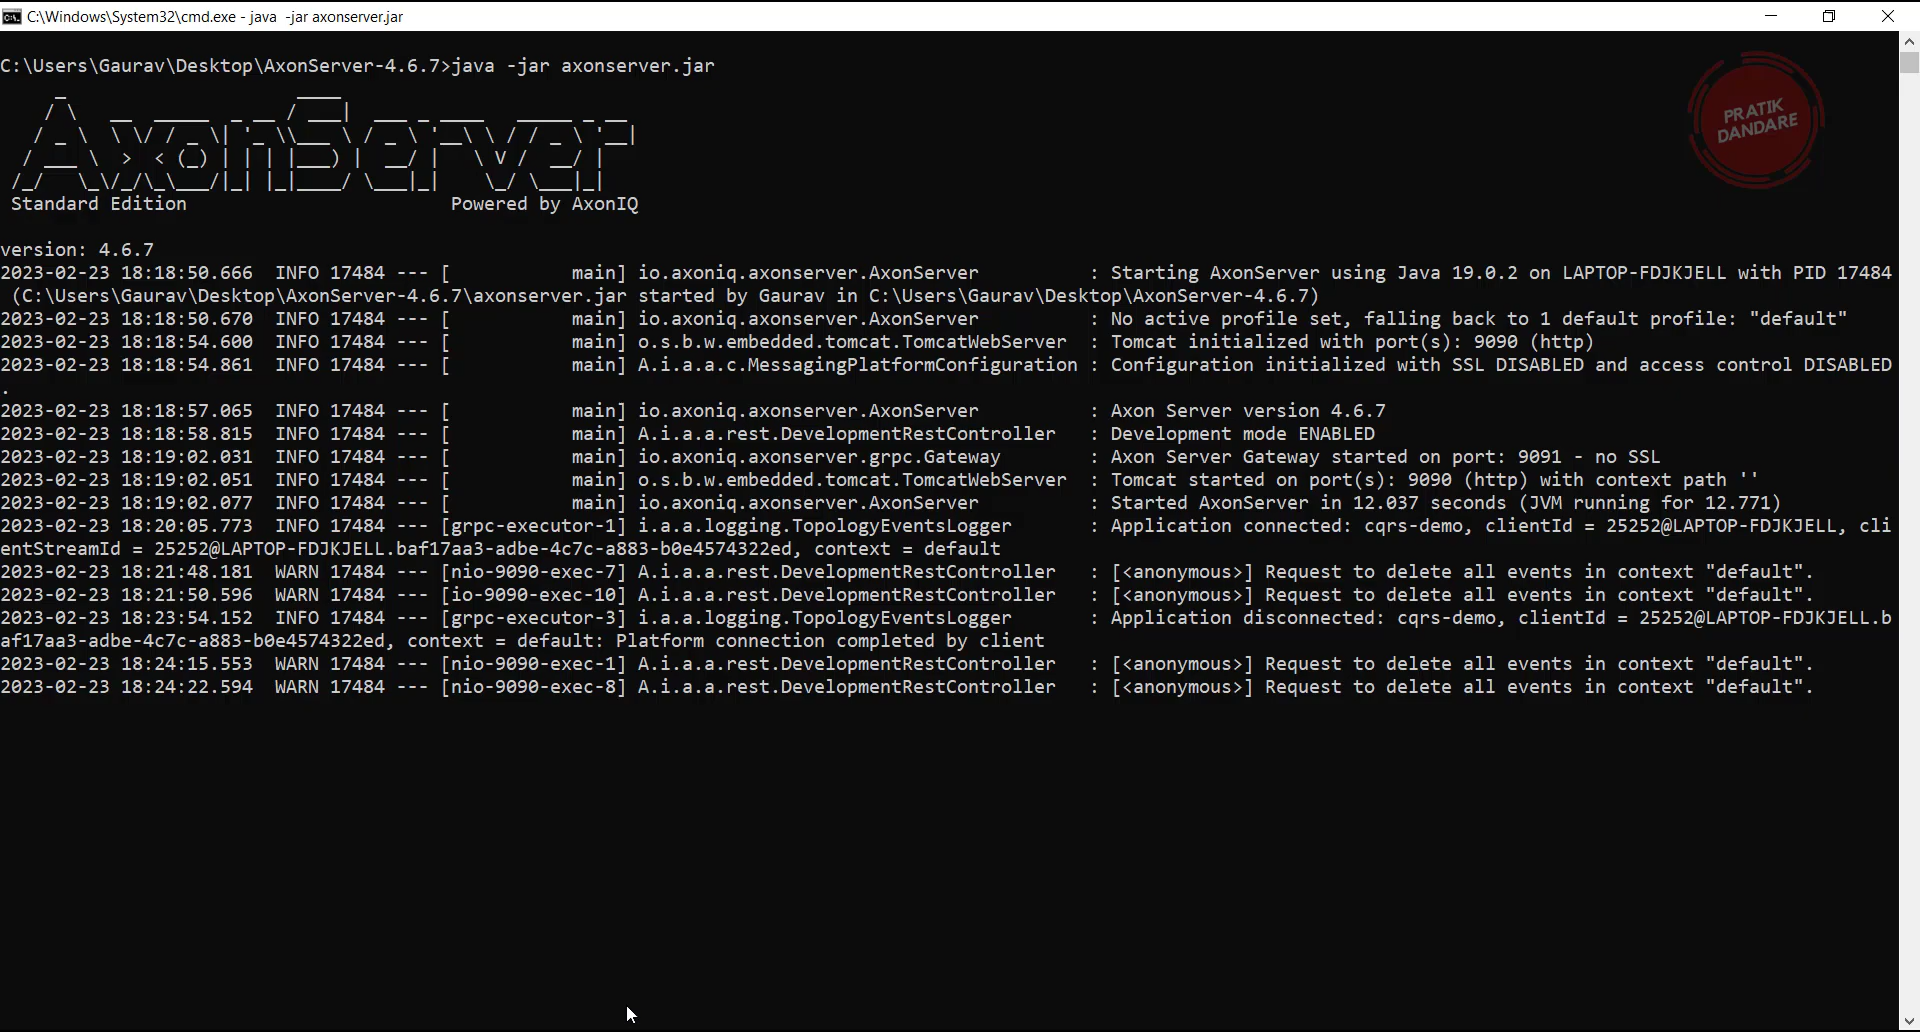 C:\Windows\System32\cmd.exe - java  -jar axonserver.jar
C:\Users\Gaurav\Desktop\AxonServer-4.6.7>java -jar axonserver.jar
PRATIK
DANDARE
AxonServer
Standard Edition                        Powered by AxonIQ
version: 4.6.7
2023-02-23 18:18:50.666  INFO 17484 --- [           main] io.axoniq.axonserver.AxonServer          : Starting AxonServer using Java 19.0.2 on LAPTOP-FDJKJELL with PID 17484
 (C:\Users\Gaurav\Desktop\AxonServer-4.6.7\axonserver.jar started by Gaurav in C:\Users\Gaurav\Desktop\AxonServer-4.6.7)
2023-02-23 18:18:50.670  INFO 17484 --- [           main] io.axoniq.axonserver.AxonServer          : No active profile set, falling back to 1 default profile: "default"
2023-02-23 18:18:54.600  INFO 17484 --- [           main] o.s.b.w.embedded.tomcat.TomcatWebServer  : Tomcat initialized with port(s): 9090 (http)
2023-02-23 18:18:54.861  INFO 17484 --- [           main] A.i.a.a.c.MessagingPlatformConfiguration : Configuration initialized with SSL DISABLED and access control DISABLED
.
2023-02-23 18:18:57.065  INFO 17484 --- [           main] io.axoniq.axonserver.AxonServer          : Axon Server version 4.6.7
2023-02-23 18:18:58.815  INFO 17484 --- [           main] A.i.a.a.rest.DevelopmentRestController   : Development mode ENABLED
2023-02-23 18:19:02.031  INFO 17484 --- [           main] io.axoniq.axonserver.grpc.Gateway        : Axon Server Gateway started on port: 9091 - no SSL
2023-02-23 18:19:02.051  INFO 17484 --- [           main] o.s.b.w.embedded.tomcat.TomcatWebServer  : Tomcat started on port(s): 9090 (http) with context path ''
2023-02-23 18:19:02.077  INFO 17484 --- [           main] io.axoniq.axonserver.AxonServer          : Started AxonServer in 12.037 seconds (JVM running for 12.771)
2023-02-23 18:20:05.773  INFO 17484 --- [grpc-executor-1] i.a.a.logging.TopologyEventsLogger       : Application connected: cqrs-demo, clientId = 25252@LAPTOP-FDJKJELL, cli
entStreamId = 25252@LAPTOP-FDJKJELL.baf17aa3-adbe-4c7c-a883-b0e4574322ed, context = default
2023-02-23 18:21:48.181  WARN 17484 --- [nio-9090-exec-7] A.i.a.a.rest.DevelopmentRestController   : [<anonymous>] Request to delete all events in context "default".
2023-02-23 18:21:50.596  WARN 17484 --- [io-9090-exec-10] A.i.a.a.rest.DevelopmentRestController   : [<anonymous>] Request to delete all events in context "default".
2023-02-23 18:23:54.152  INFO 17484 --- [grpc-executor-3] i.a.a.logging.TopologyEventsLogger       : Application disconnected: cqrs-demo, clientId = 25252@LAPTOP-FDJKJELL.b
af17aa3-adbe-4c7c-a883-b0e4574322ed, context = default: Platform connection completed by client
2023-02-23 18:24:15.553  WARN 17484 --- [nio-9090-exec-1] A.i.a.a.rest.DevelopmentRestController   : [<anonymous>] Request to delete all events in context "default".
2023-02-23 18:24:22.594  WARN 17484 --- [nio-9090-exec-8] A.i.a.a.rest.DevelopmentRestController   : [<anonymous>] Request to delete all events in context "default".